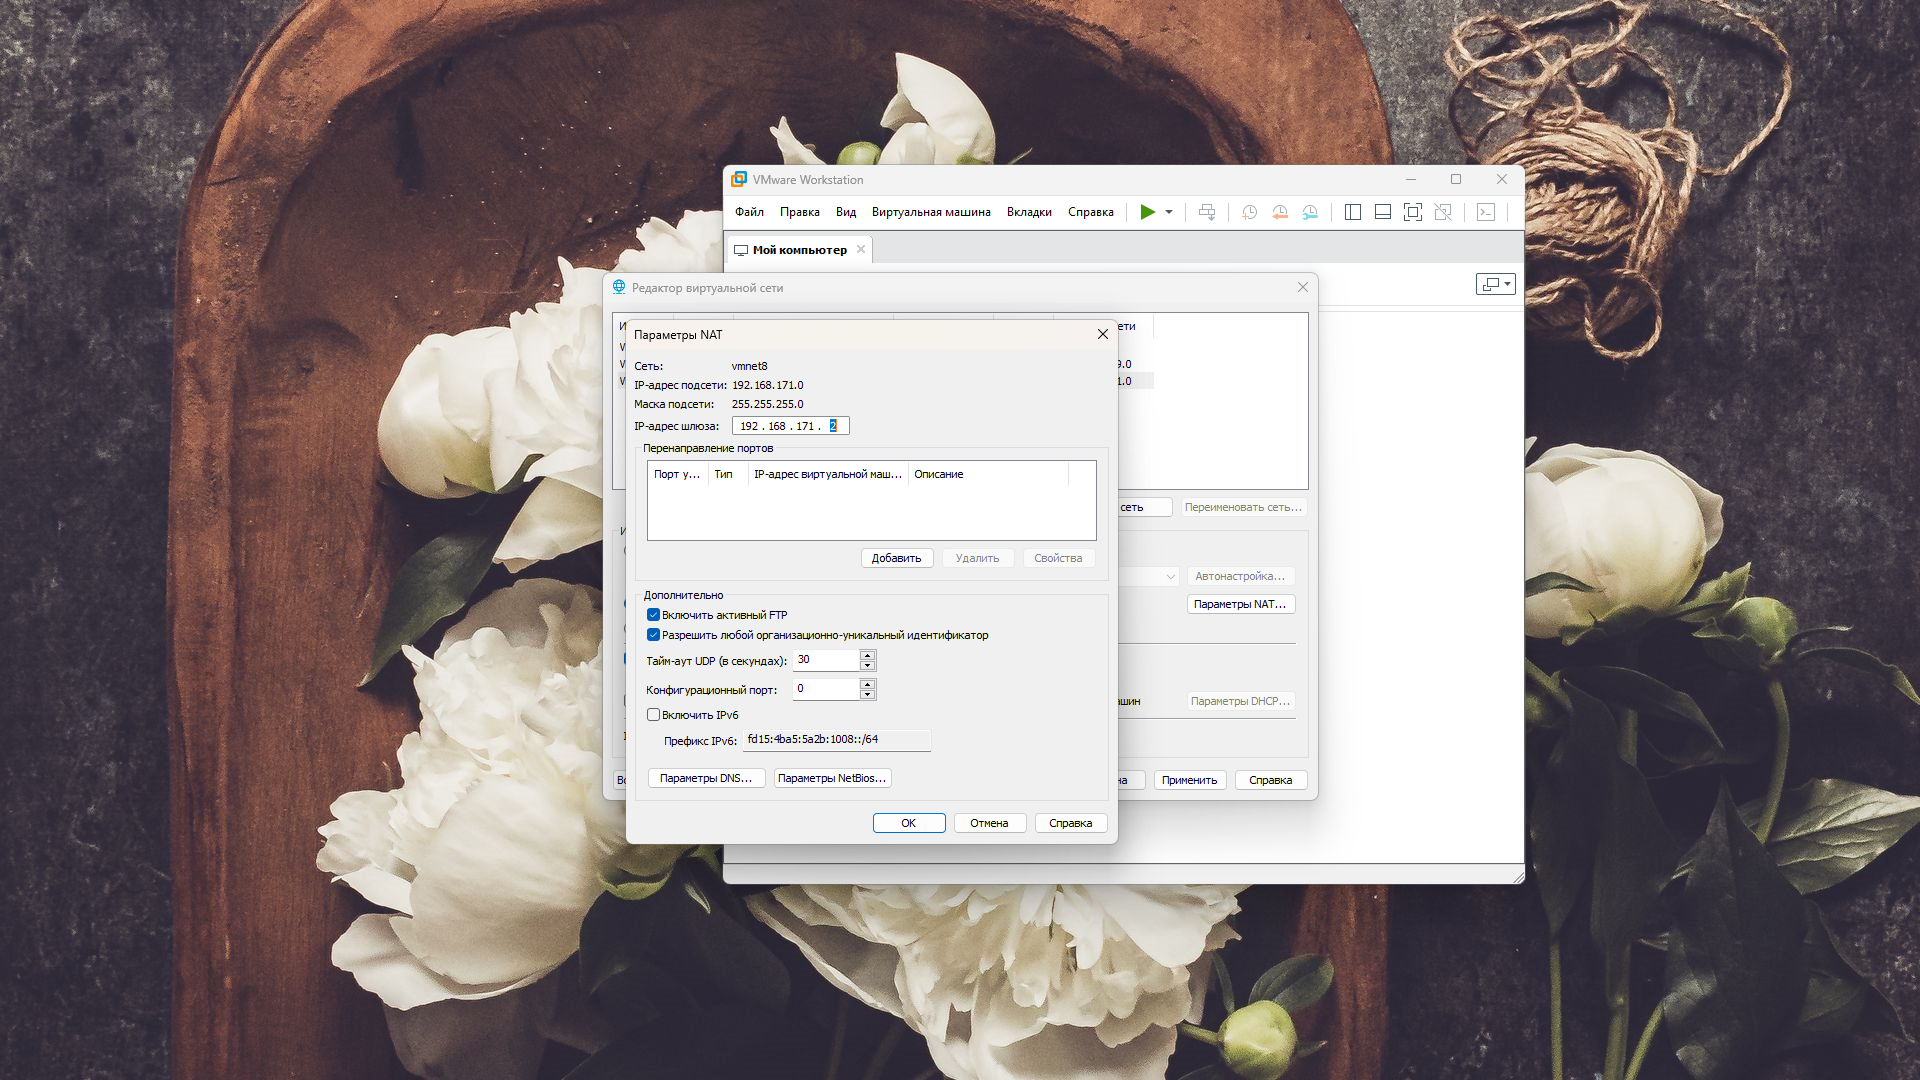 VMware Workstation
Файл Правка Вид Виртуальная машина Вкладки Справка
Мой компьютер
Редактор виртуальной сети
ети
9.0
1.0
Параметры NAT
Сеть: vmnet8
IP-адрес подсети: 192.168.171.0
Маска подсети: 255.255.255.0
IP-адрес шлюза: 192 . 168 . 171 . 2
Перенаправление портов
Порт у... Тип IP-адрес виртуальной маш... Описание
Добавить Удалить Свойства
Дополнительно
Включить активный FTP
Разрешить любой организационно-уникальный идентификатор
Тайм-аут UDP (в секундах): 30
Конфигурационный порт: 0
Включить IPv6
Префикс IPv6: fd15:4ba5:5a2b:1008::/64
Параметры DNS... Параметры NetBios...
OK Отмена Справка
сеть Переименовать сеть...
Автонастройка...
Параметры NAT...
ашин Параметры DHCP...
на Применить Справка